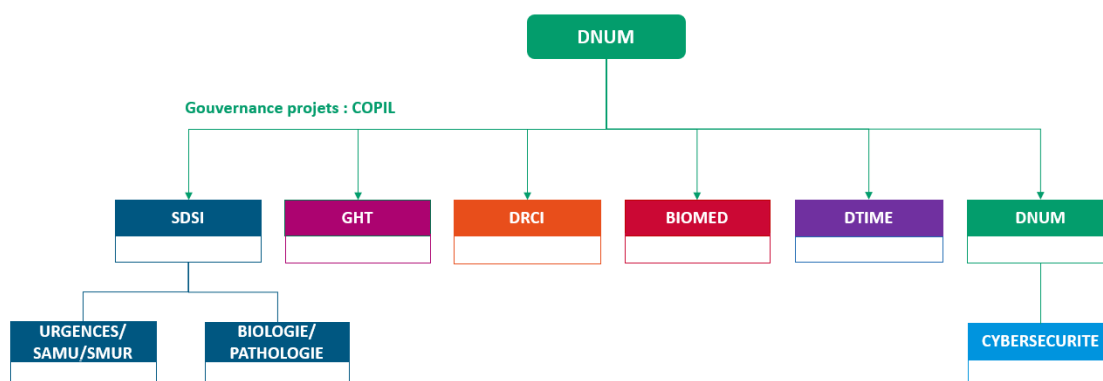 DNUM
Gouvernance projets : COPIL
SDSI
GHT
DRCI
BIOMED
DTIME
DNUM
URGENCES/
SAMU/SMUR
BIOLOGIE/
PATHOLOGIE
CYBERSECURITE